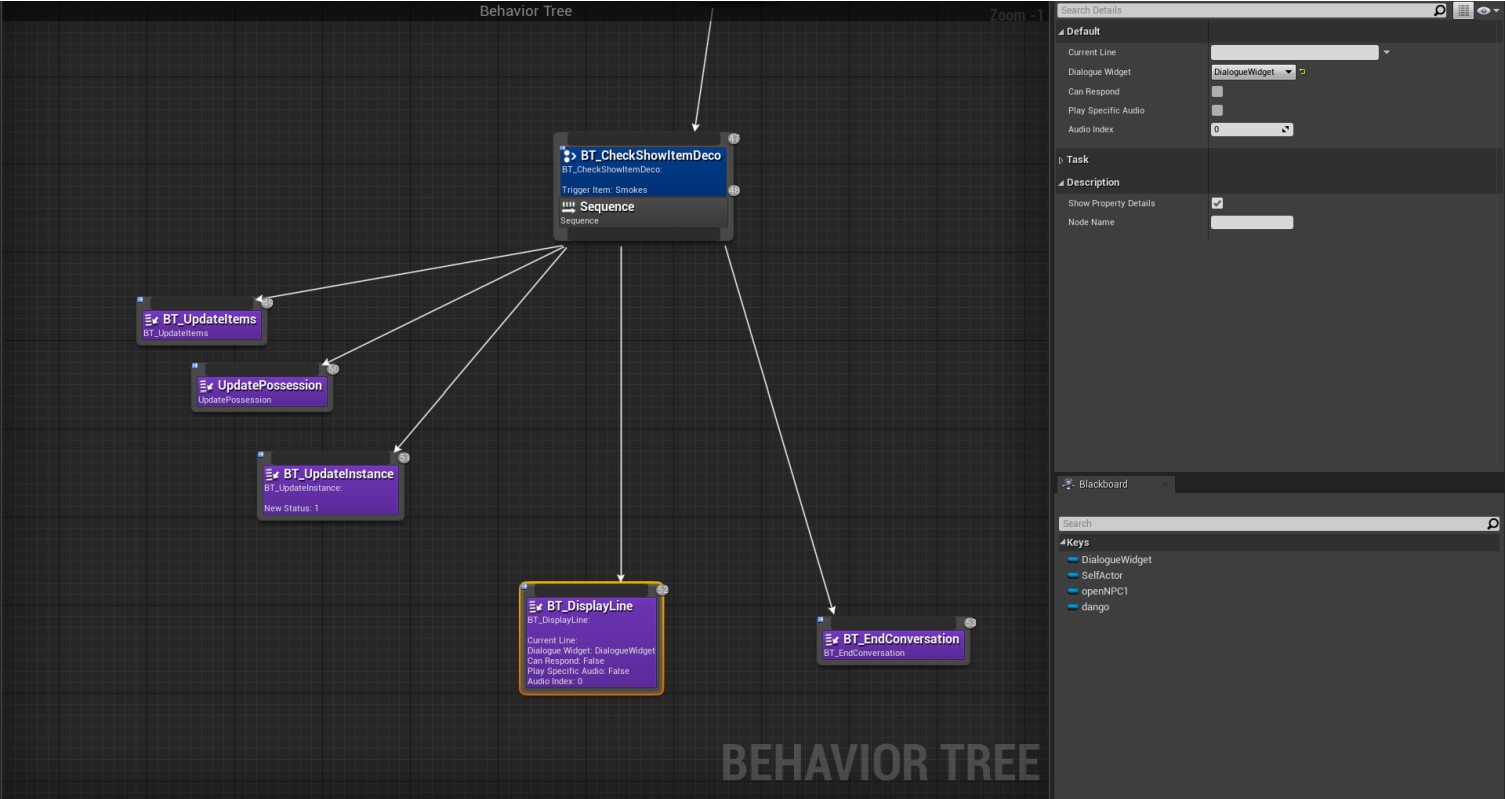 Behavior Tree
Zoom -1
47
BT_CheckShowItemDeco
BT_CheckShowItemDeco:
Trigger Item: Smokes
48
Sequence
Sequence
49
BT_UpdateItems
BT_UpdateItems
50
UpdatePossession
UpdatePossession
51
BT_UpdateInstance
BT_UpdateInstance:
New Status: 1
52
BT_DisplayLine
BT_DisplayLine:
Current Line:
Dialogue Widget: DialogueWidget
Can Respond: False
Play Specific Audio: False
Audio Index: 0
53
BT_EndConversation
BT_EndConversation
BEHAVIOR TREE
Search Details
Default
Current Line
Dialogue Widget DialogueWidget
Can Respond
Play Specific Audio
Audio Index 0
Task
Description
Show Property Details
Node Name
Blackboard
Search
Keys
DialogueWidget
SelfActor
openNPC1
dango